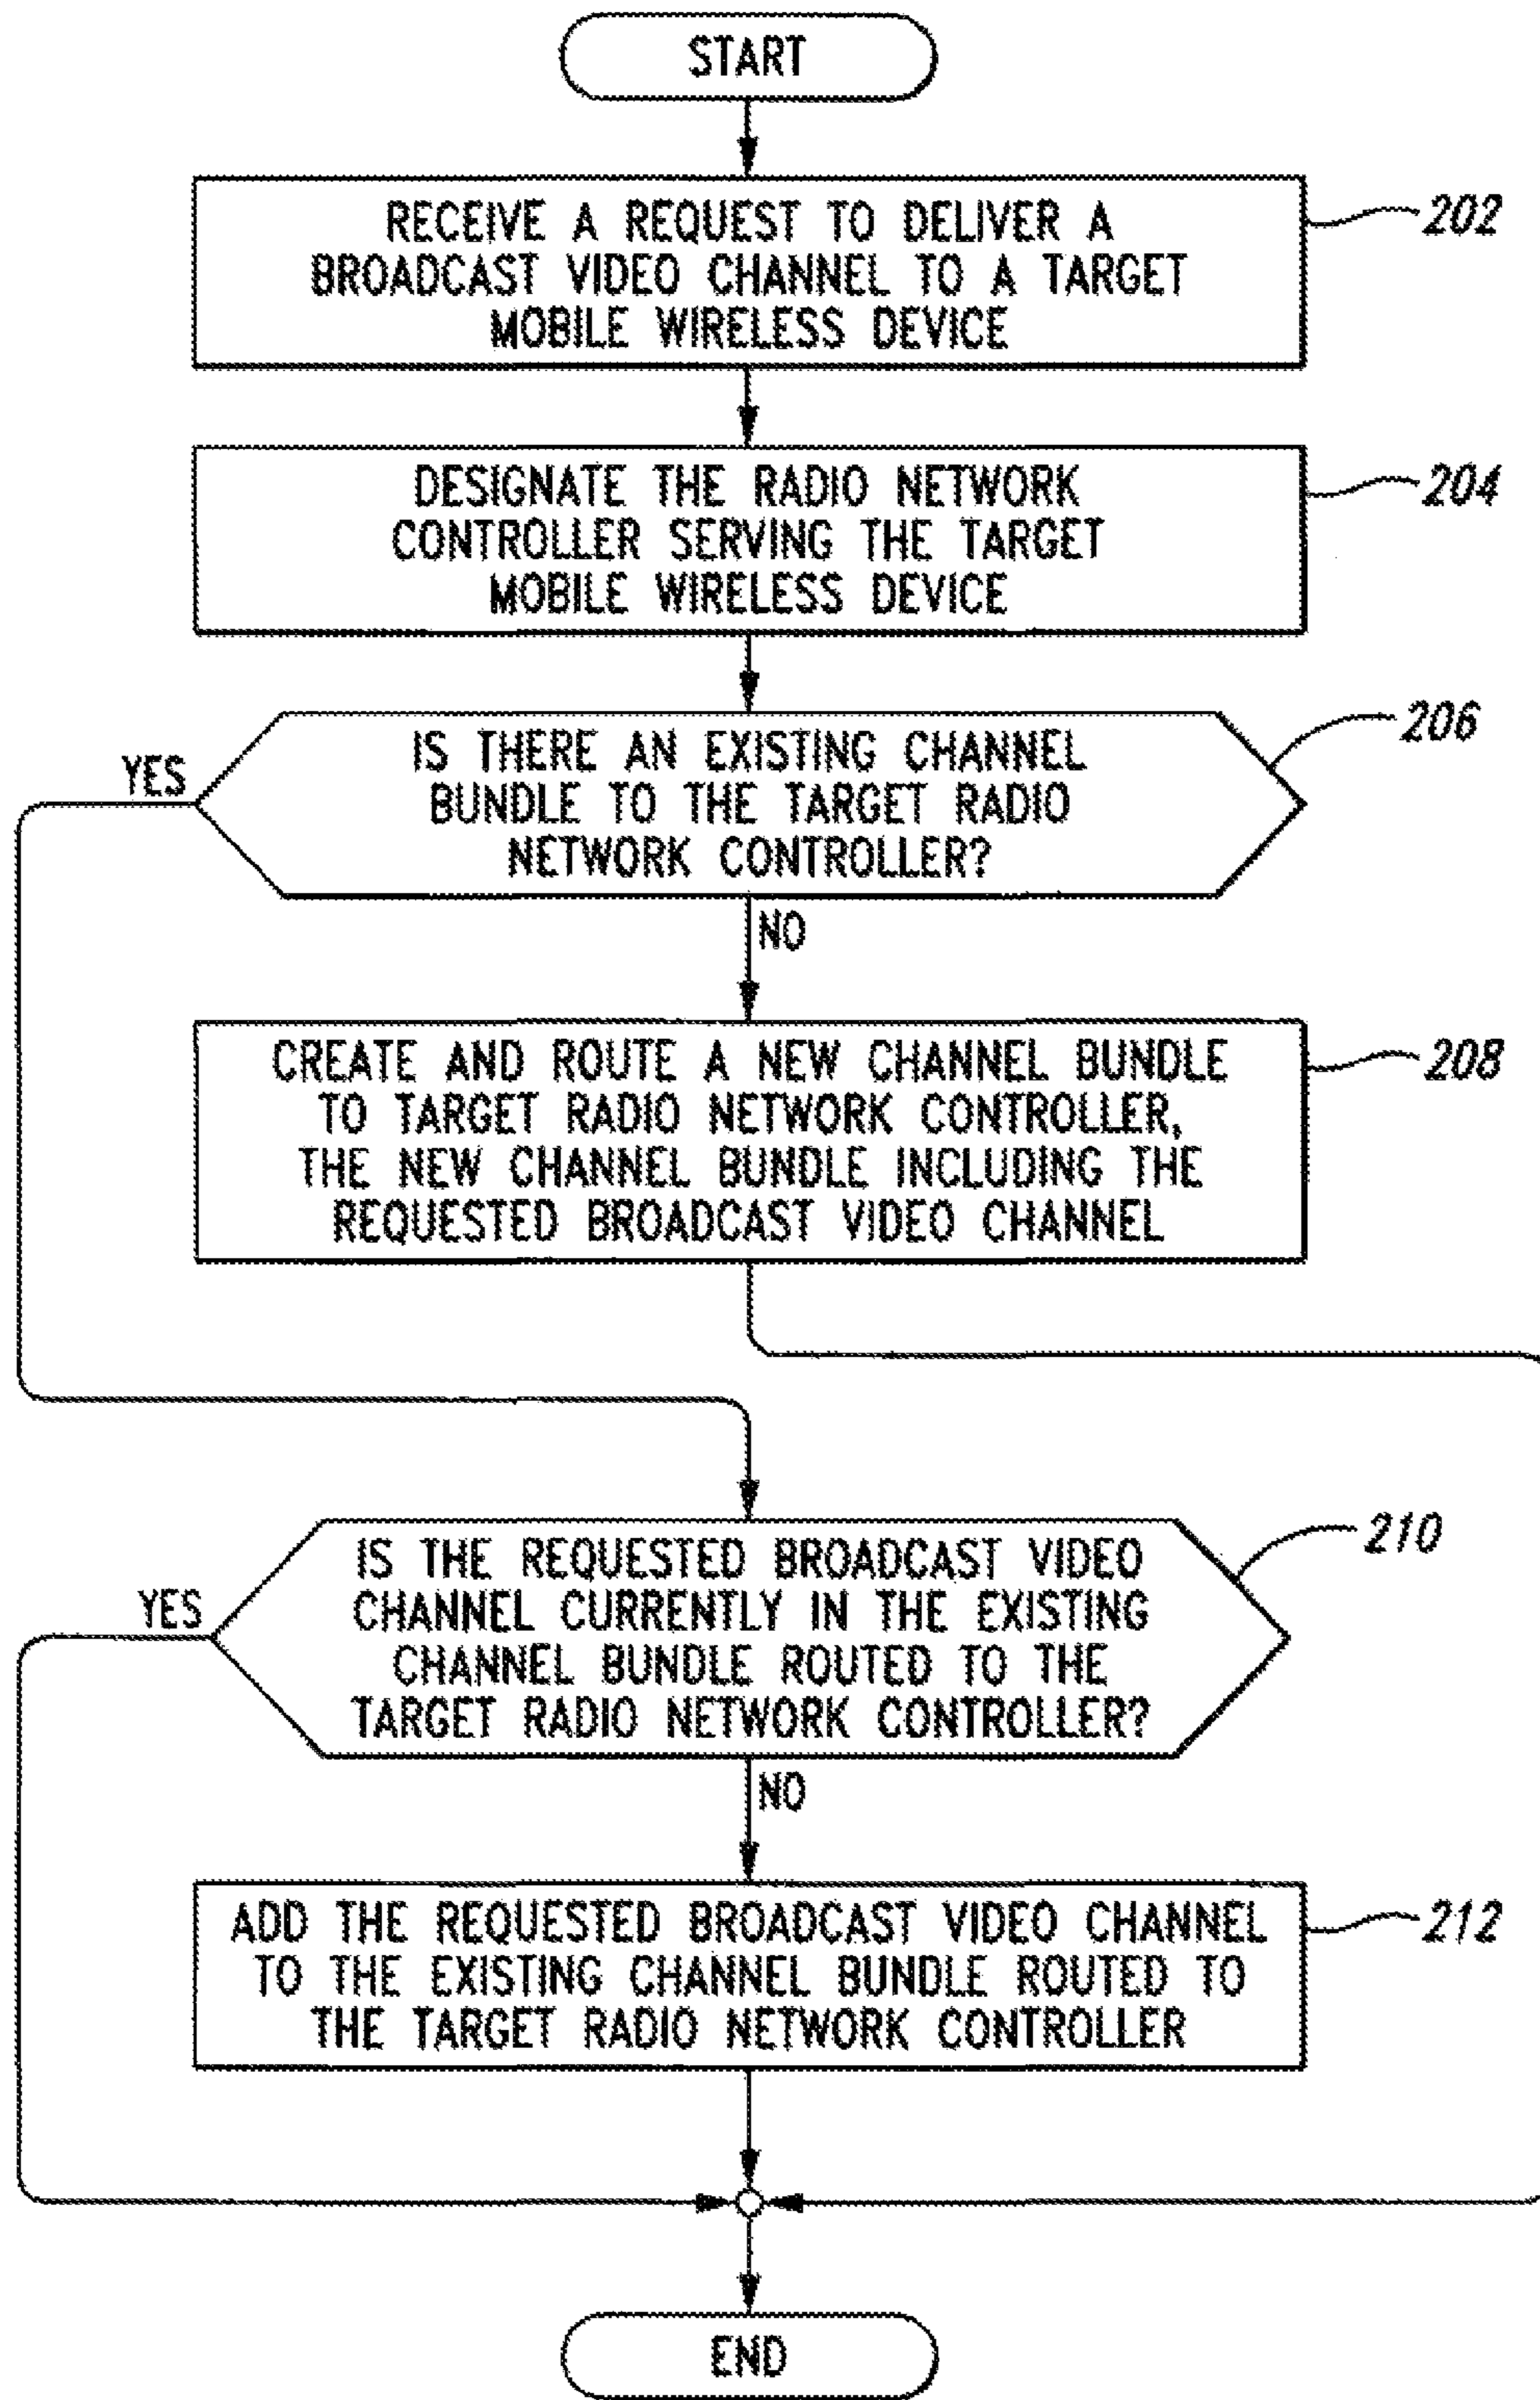 START
RECEIVE A REQUEST TO DELIVER A
BROADCAST VIDEO CHANNEL TO A TARGET
MOBILE WIRELESS DEVICE
202
DESIGNATE THE RADIO NETWORK
CONTROLLER SERVING THE TARGET
MOBILE WIRELESS DEVICE
204
YES
IS THERE AN EXISTING CHANNEL
BUNDLE TO THE TARGET RADIO
NETWORK CONTROLLER?
206
NO
CREATE AND ROUTE A NEW CHANNEL BUNDLE
TO TARGET RADIO NETWORK CONTROLLER,
THE NEW CHANNEL BUNDLE INCLUDING THE
REQUESTED BROADCAST VIDEO CHANNEL
208
YES
IS THE REQUESTED BROADCAST VIDEO
CHANNEL CURRENTLY IN THE EXISTING
CHANNEL BUNDLE ROUTED TO THE
TARGET RADIO NETWORK CONTROLLER?
210
NO
ADD THE REQUESTED BROADCAST VIDEO CHANNEL
TO THE EXISTING CHANNEL BUNDLE ROUTED TO
THE TARGET RADIO NETWORK CONTROLLER
212
END